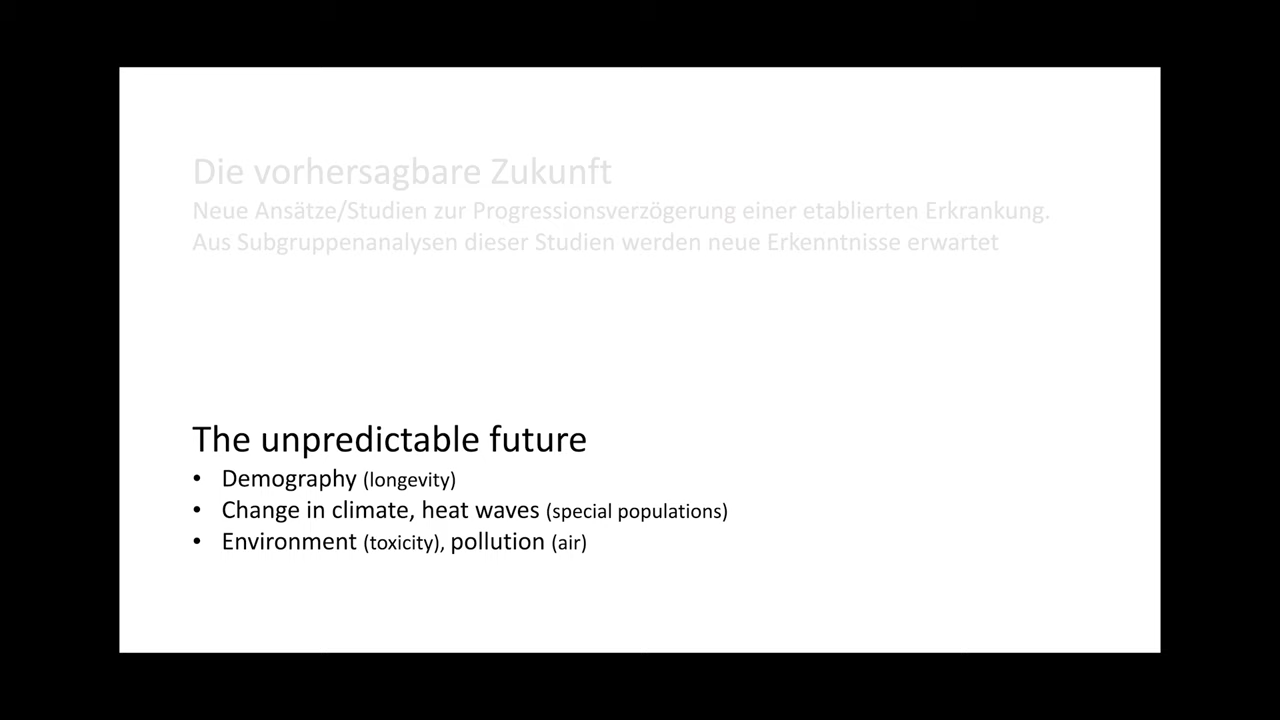 Die vorhersagbare Zukunft
Neue Ansätze/Studien zur Progressionsverzögerung einer etablierten Erkrankung.
Aus Subgruppenanalysen dieser Studien werden neue Erkenntnisse erwartet
The unpredictable future
• Demography (longevity)
• Change in climate, heat waves (special populations)
• Environment (toxicity), pollution (air)